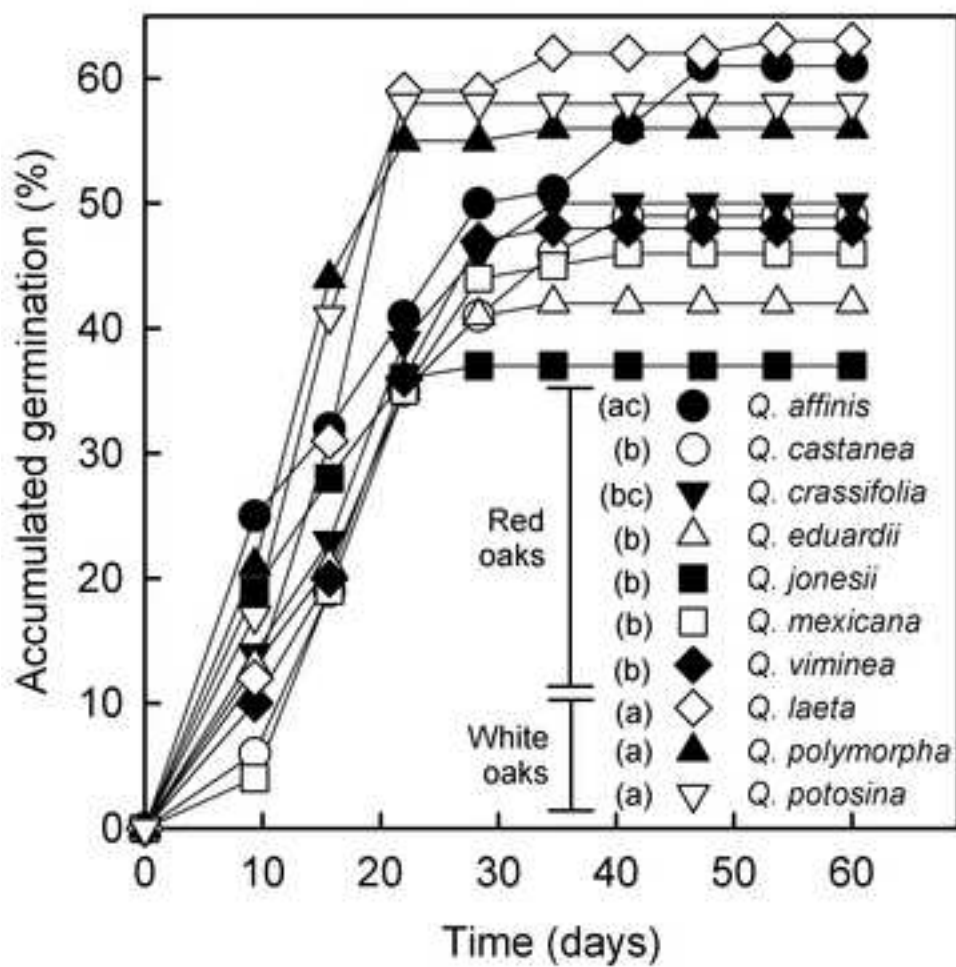 Accumulated germination (%)
60
50
40
30
20
10
0
(ac) Q. affinis
(b) Q. castanea
(bc) Q. crassifolia
(b) Q. eduardii
(b) Q. jonesii
(b) Q. mexicana
(b) Q. viminea
(a) Q. laeta
(a) Q. polymorpha
(a) Q. potosina
Red
oaks
White
oaks
0 10 20 30 40 50 60
Time (days)